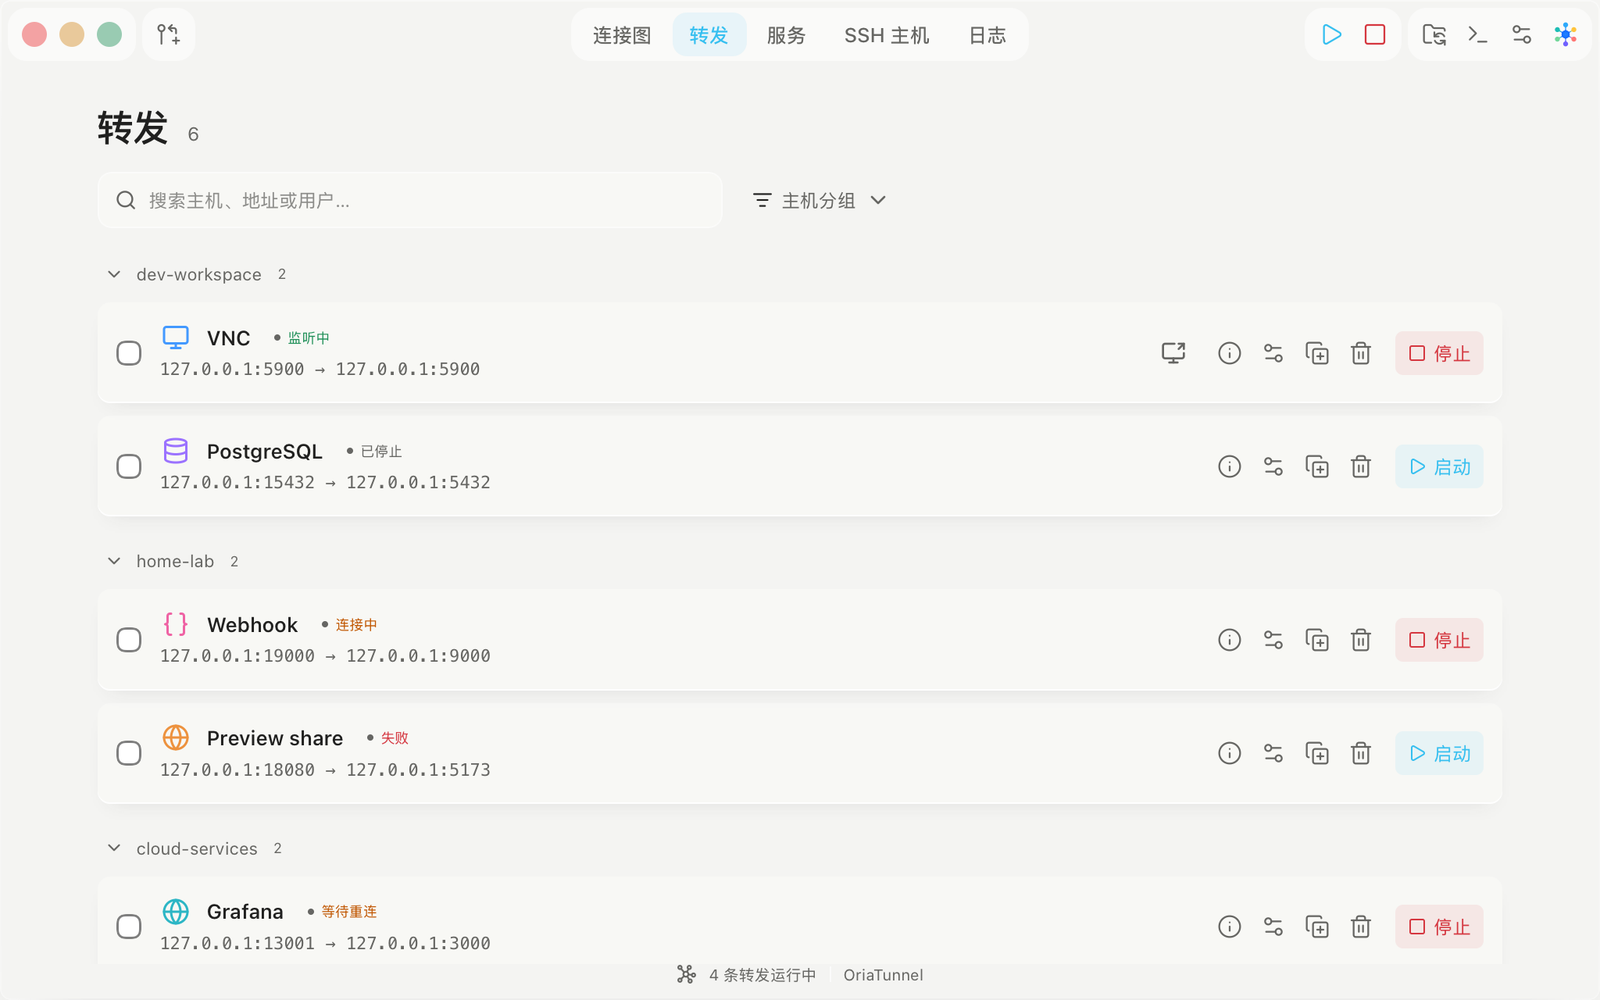 连接图 转发 服务 SSH 主机 日志
转发 6
搜索主机、地址或用户...
主机分组
dev-workspace 2
VNC 监听中
127.0.0.1:5900 → 127.0.0.1:5900
停止
PostgreSQL 已停止
127.0.0.1:15432 → 127.0.0.1:5432
启动
home-lab 2
Webhook 连接中
127.0.0.1:19000 → 127.0.0.1:9000
停止
Preview share 失败
127.0.0.1:18080 → 127.0.0.1:5173
启动
cloud-services 2
Grafana 等待重连
127.0.0.1:13001 → 127.0.0.1:3000
停止
4 条转发运行中 OriaTunnel